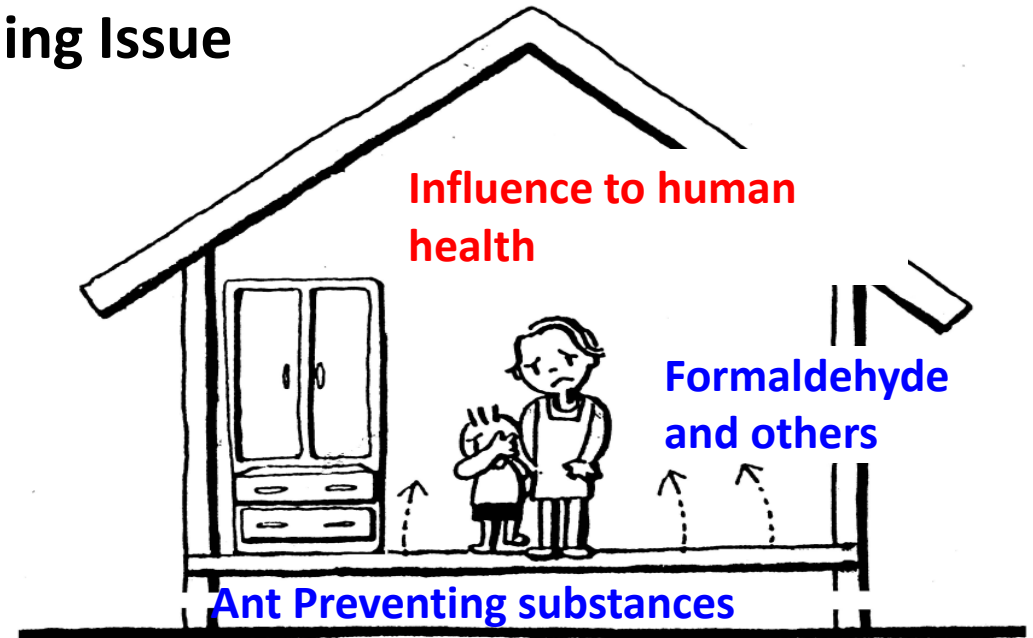 ing Issue
Influence to human
health
Formaldehyde
and others
Ant Preventing substances